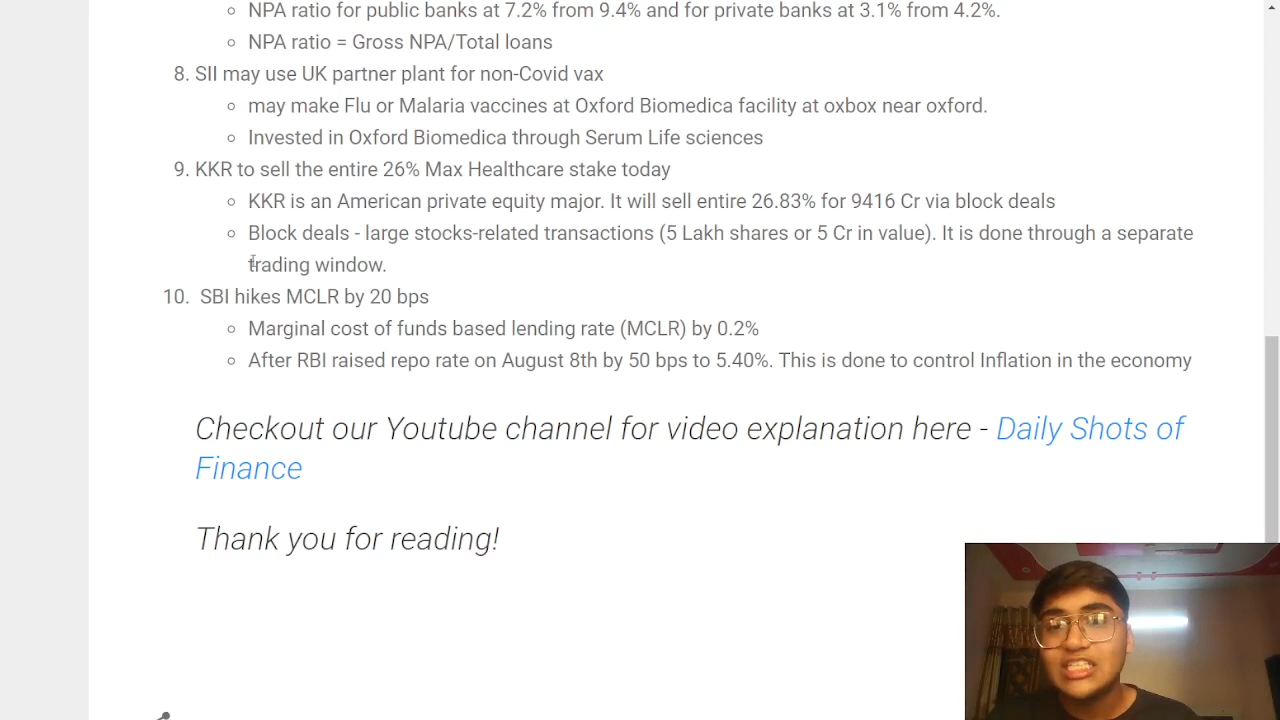 NPA ratio for public banks at 7.2% from 9.4% and for private banks at 3.1% from 4.2%.
NPA ratio = Gross NPA/Total loans
8. SII may use UK partner plant for non-Covid vax
may make Flu or Malaria vaccines at Oxford Biomedica facility at oxbox near oxford.
Invested in Oxford Biomedica through Serum Life sciences
9. KKR to sell the entire 26% Max Healthcare stake today
KKR is an American private equity major. It will sell entire 26.83% for 9416 Cr via block deals
Block deals - large stocks-related transactions (5 Lakh shares or 5 Cr in value). It is done through a separate
trading window.
10. SBI hikes MCLR by 20 bps
Marginal cost of funds based lending rate (MCLR) by 0.2%
After RBI raised repo rate on August 8th by 50 bps to 5.40%. This is done to control Inflation in the economy
Checkout our Youtube channel for video explanation here - Daily Shots of
Finance
Thank you for reading!